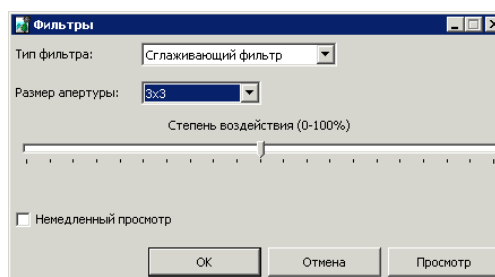 Фильтры
Тип фильтра: Сглаживающий фильтр
Размер апертуры: 3x3
Степень воздействия (0-100%)
Немедленный просмотр
OK Отмена Просмотр